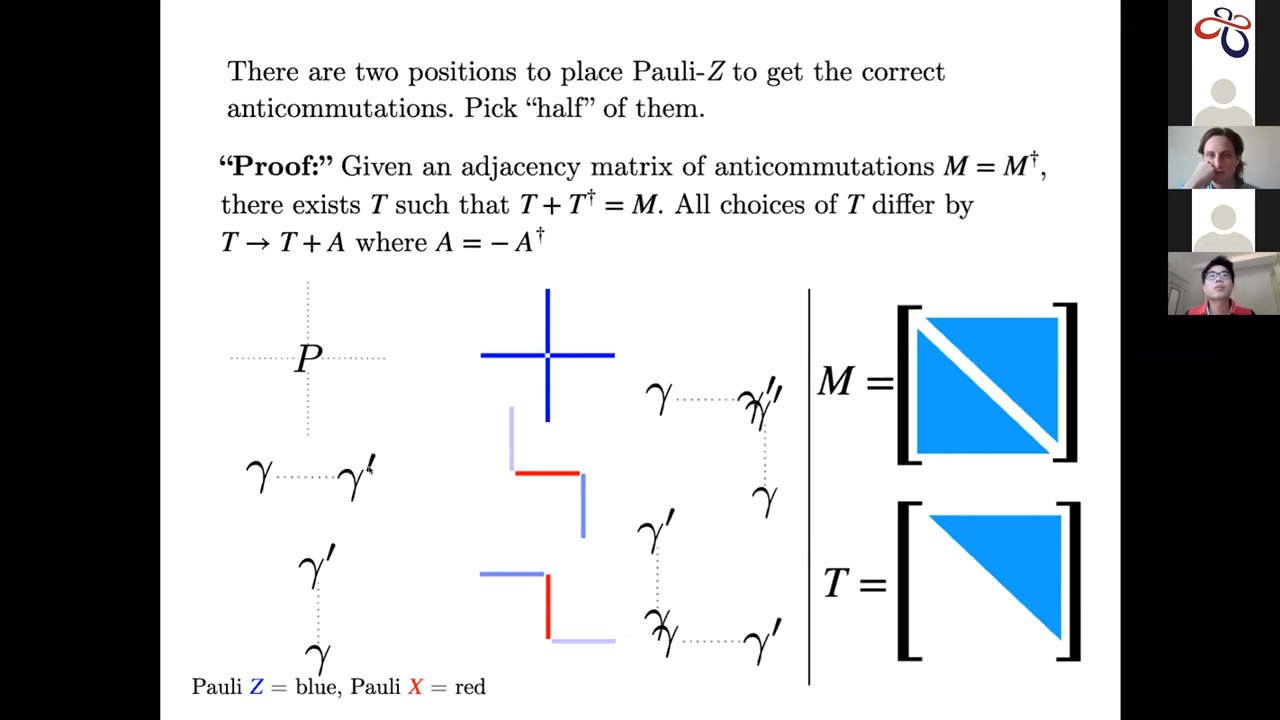 There are two positions to place Pauli-Z to get the correct
anticommutations. Pick “half” of them.
“Proof:” Given an adjacency matrix of anticommutations M = M†,
there exists T such that T + T† = M. All choices of T differ by
T → T + A where A = − A†
P
γ γ′
γ′
γ
γ γ′
γ′
γ
γ′
γ
γ γ′
M =
T =
Pauli Z = blue, Pauli X = red